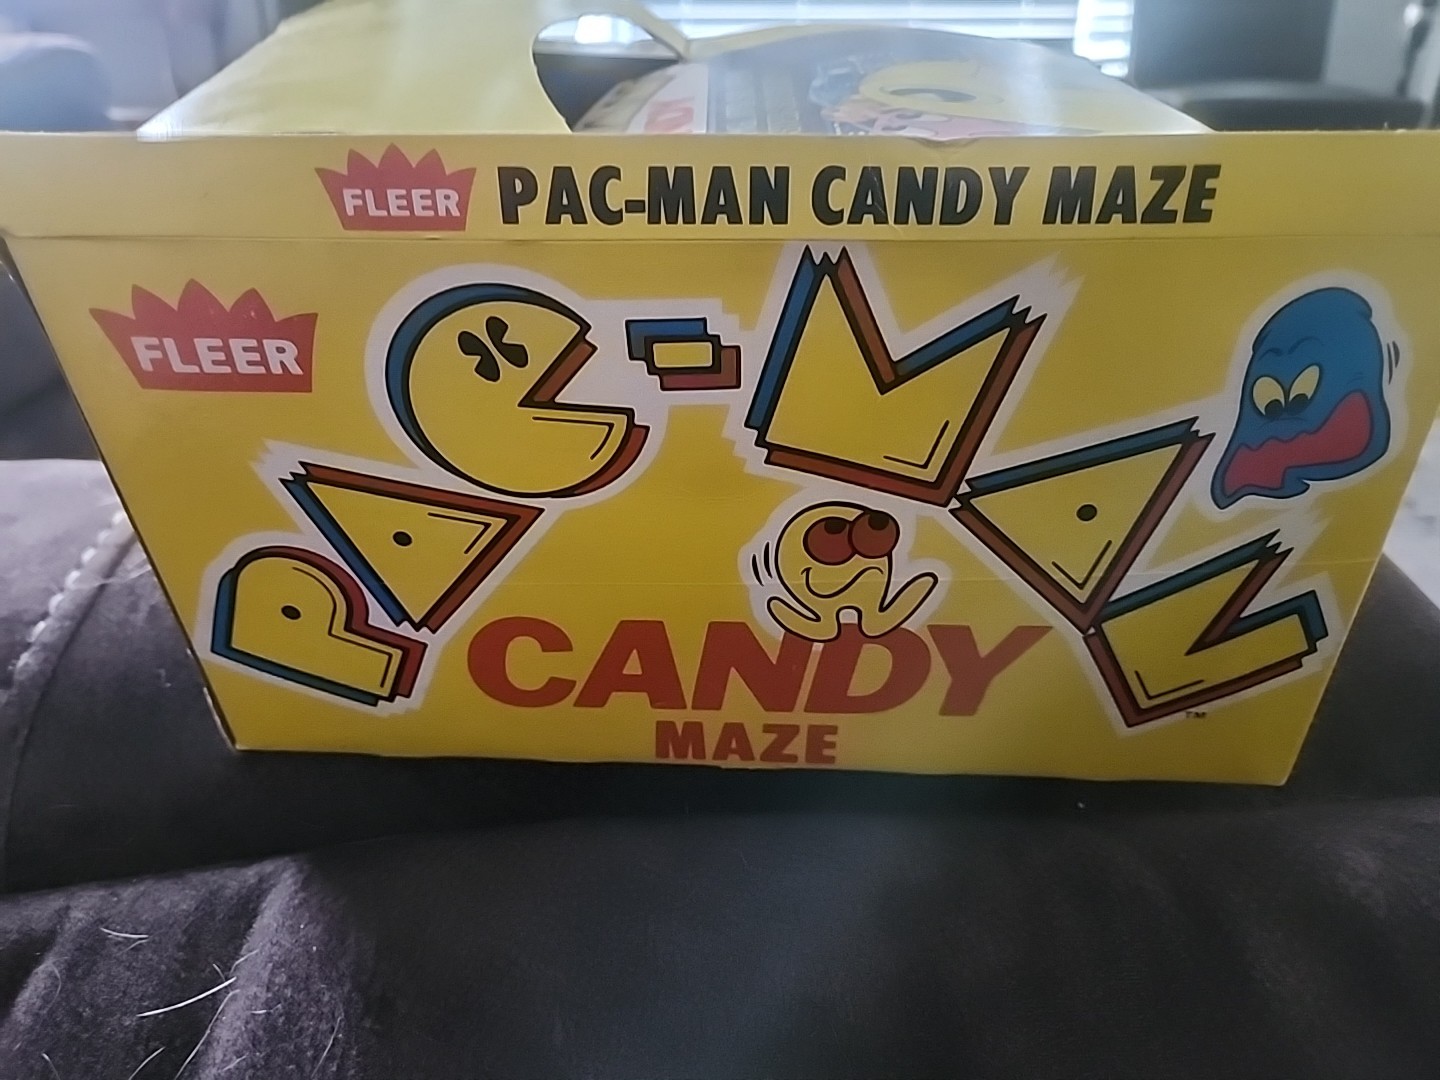 FLEER PAC-MAN CANDY MAZE
FLEER
PAC-MAN
TM
CANDY
MAZE